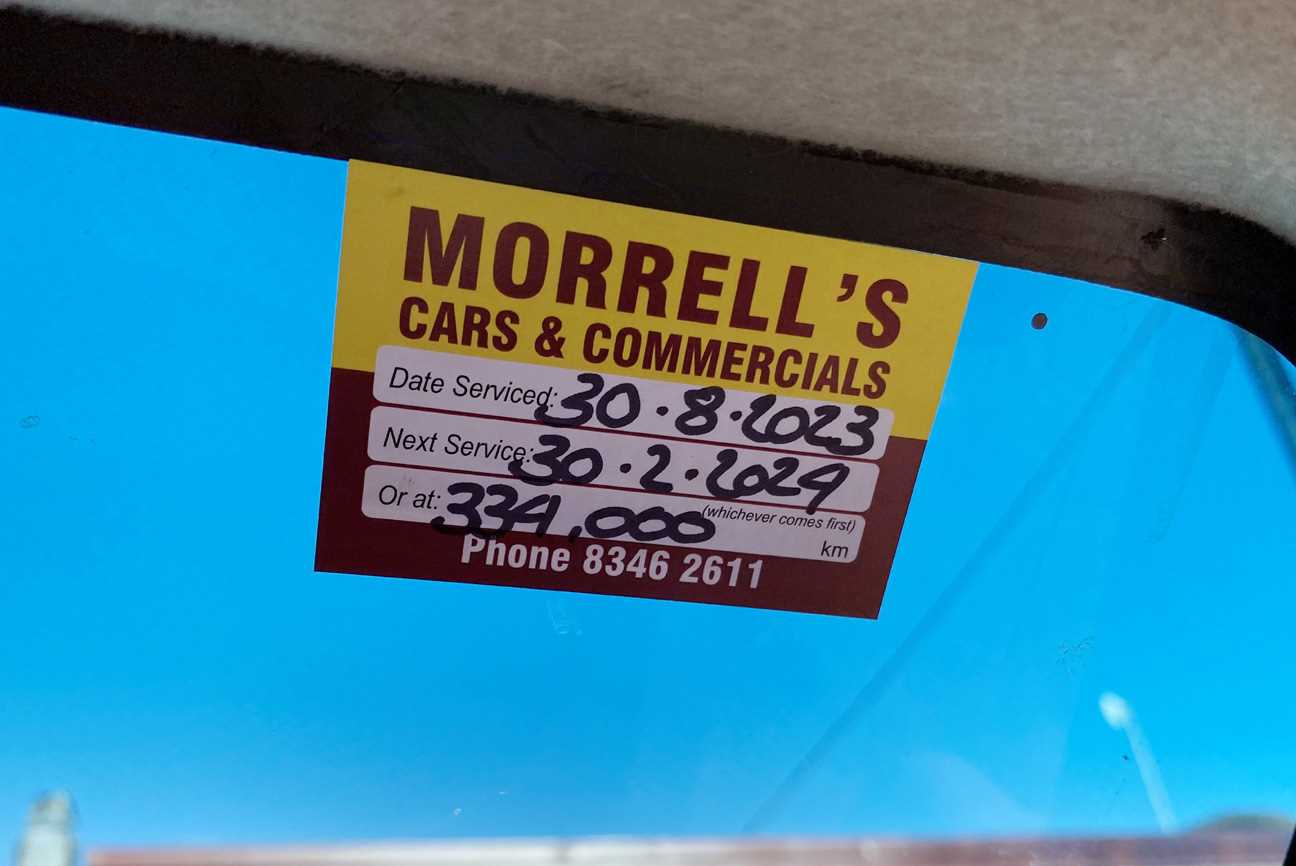 MORRELL'S
CARS & COMMERCIALS
Date Serviced: 30.8.2023
Next Service: 30.2.2024
Or at: 334,000 (whichever comes first) km
Phone 8346 2611